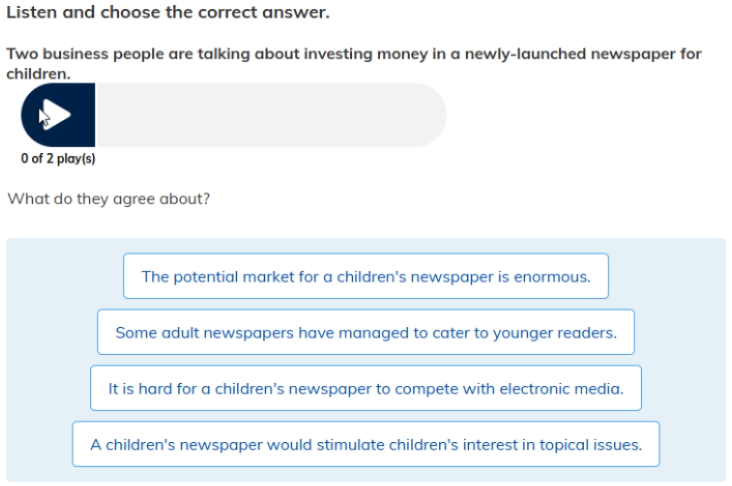 Listen and choose the correct answer.
Two business people are talking about investing money in a newly-launched newspaper for
children.
0 of 2 play(s)
What do they agree about?
The potential market for a children's newspaper is enormous.
Some adult newspapers have managed to cater to younger readers.
It is hard for a children's newspaper to compete with electronic media.
A children's newspaper would stimulate children's interest in topical issues.